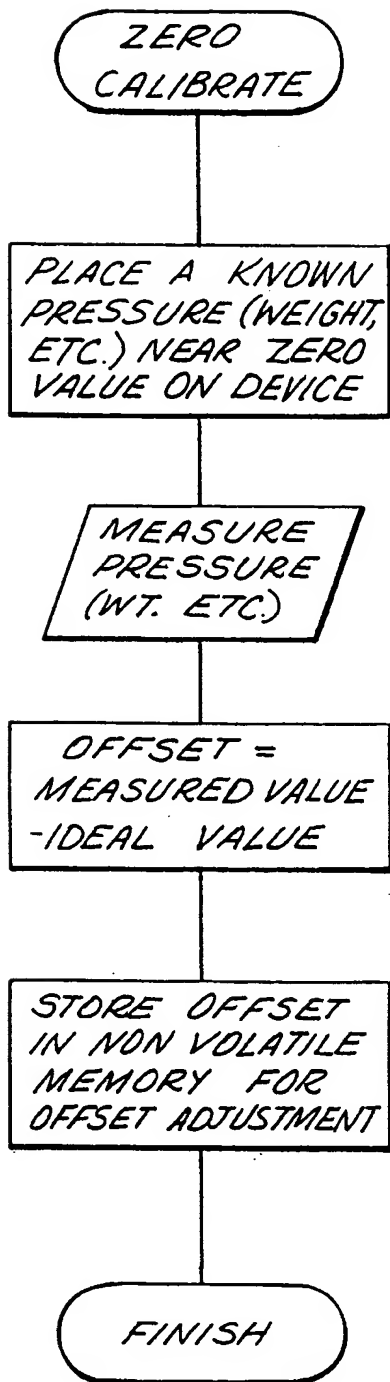 ZERO
CALIBRATE
PLACE A KNOWN
PRESSURE (WEIGHT,
ETC.) NEAR ZERO
VALUE ON DEVICE
MEASURE
PRESSURE
(WT. ETC.)
OFFSET =
MEASURED VALUE
-IDEAL VALUE
STORE OFFSET
IN NON VOLATILE
MEMORY FOR
OFFSET ADJUSTMENT
FINISH